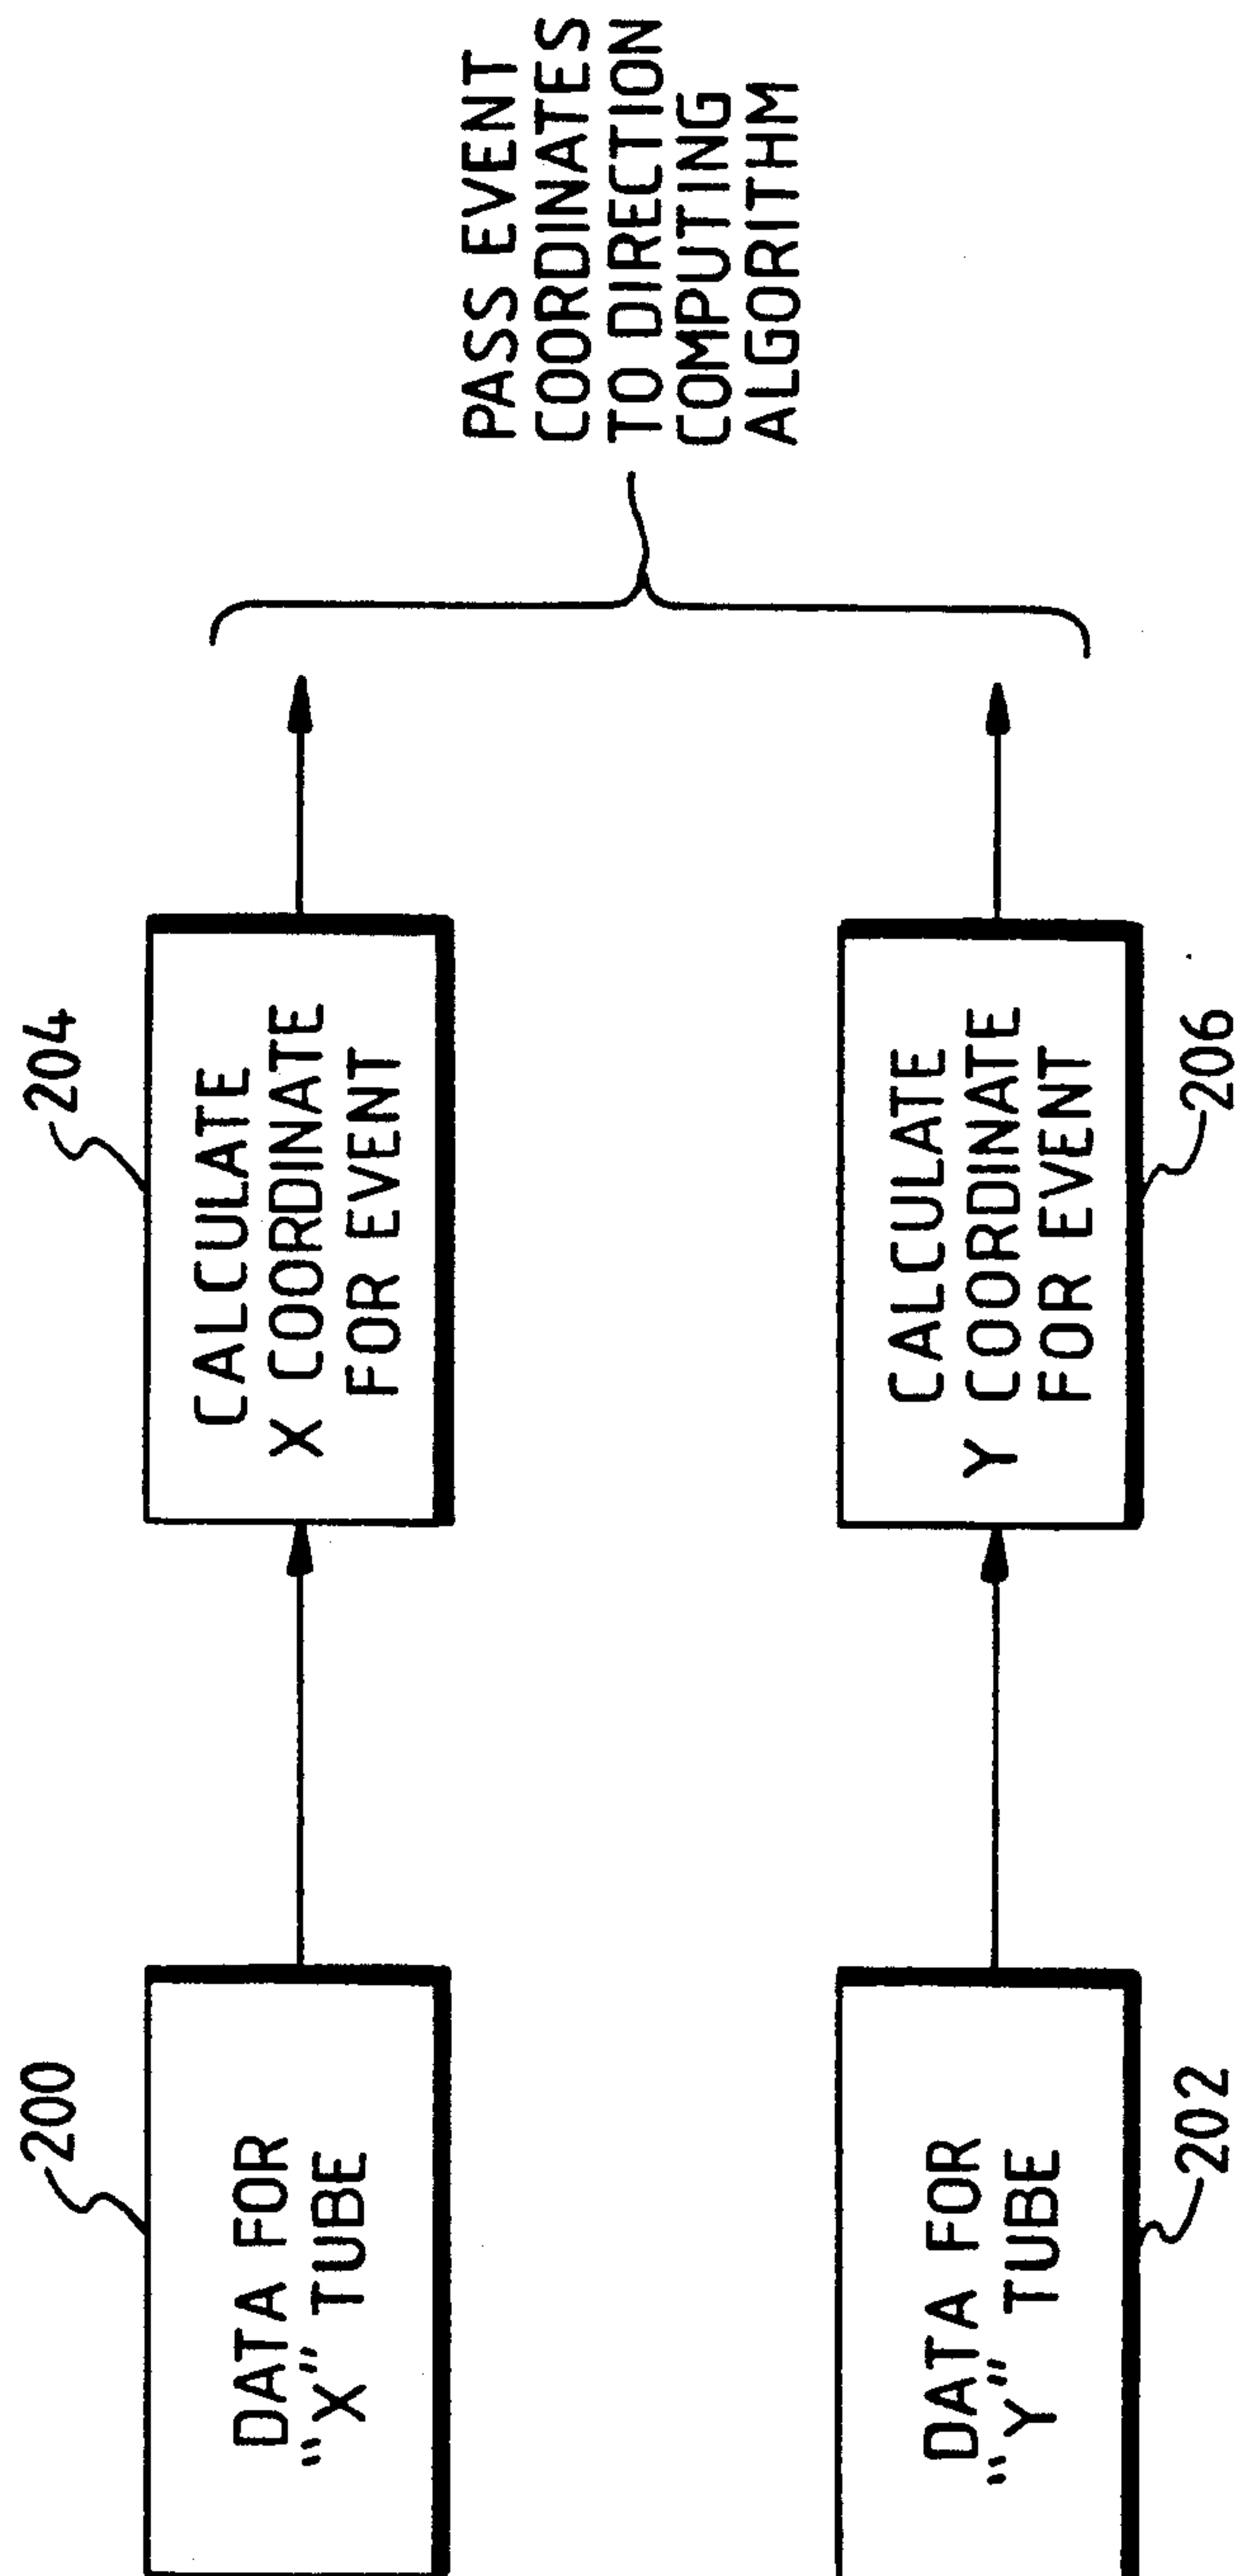 200
DATA FOR
"X" TUBE
204
CALCULATE
X COORDINATE
FOR EVENT
PASS EVENT
COORDINATES
TO DIRECTION
COMPUTING
ALGORITHM
DATA FOR
"Y" TUBE
202
CALCULATE
Y COORDINATE
FOR EVENT
206